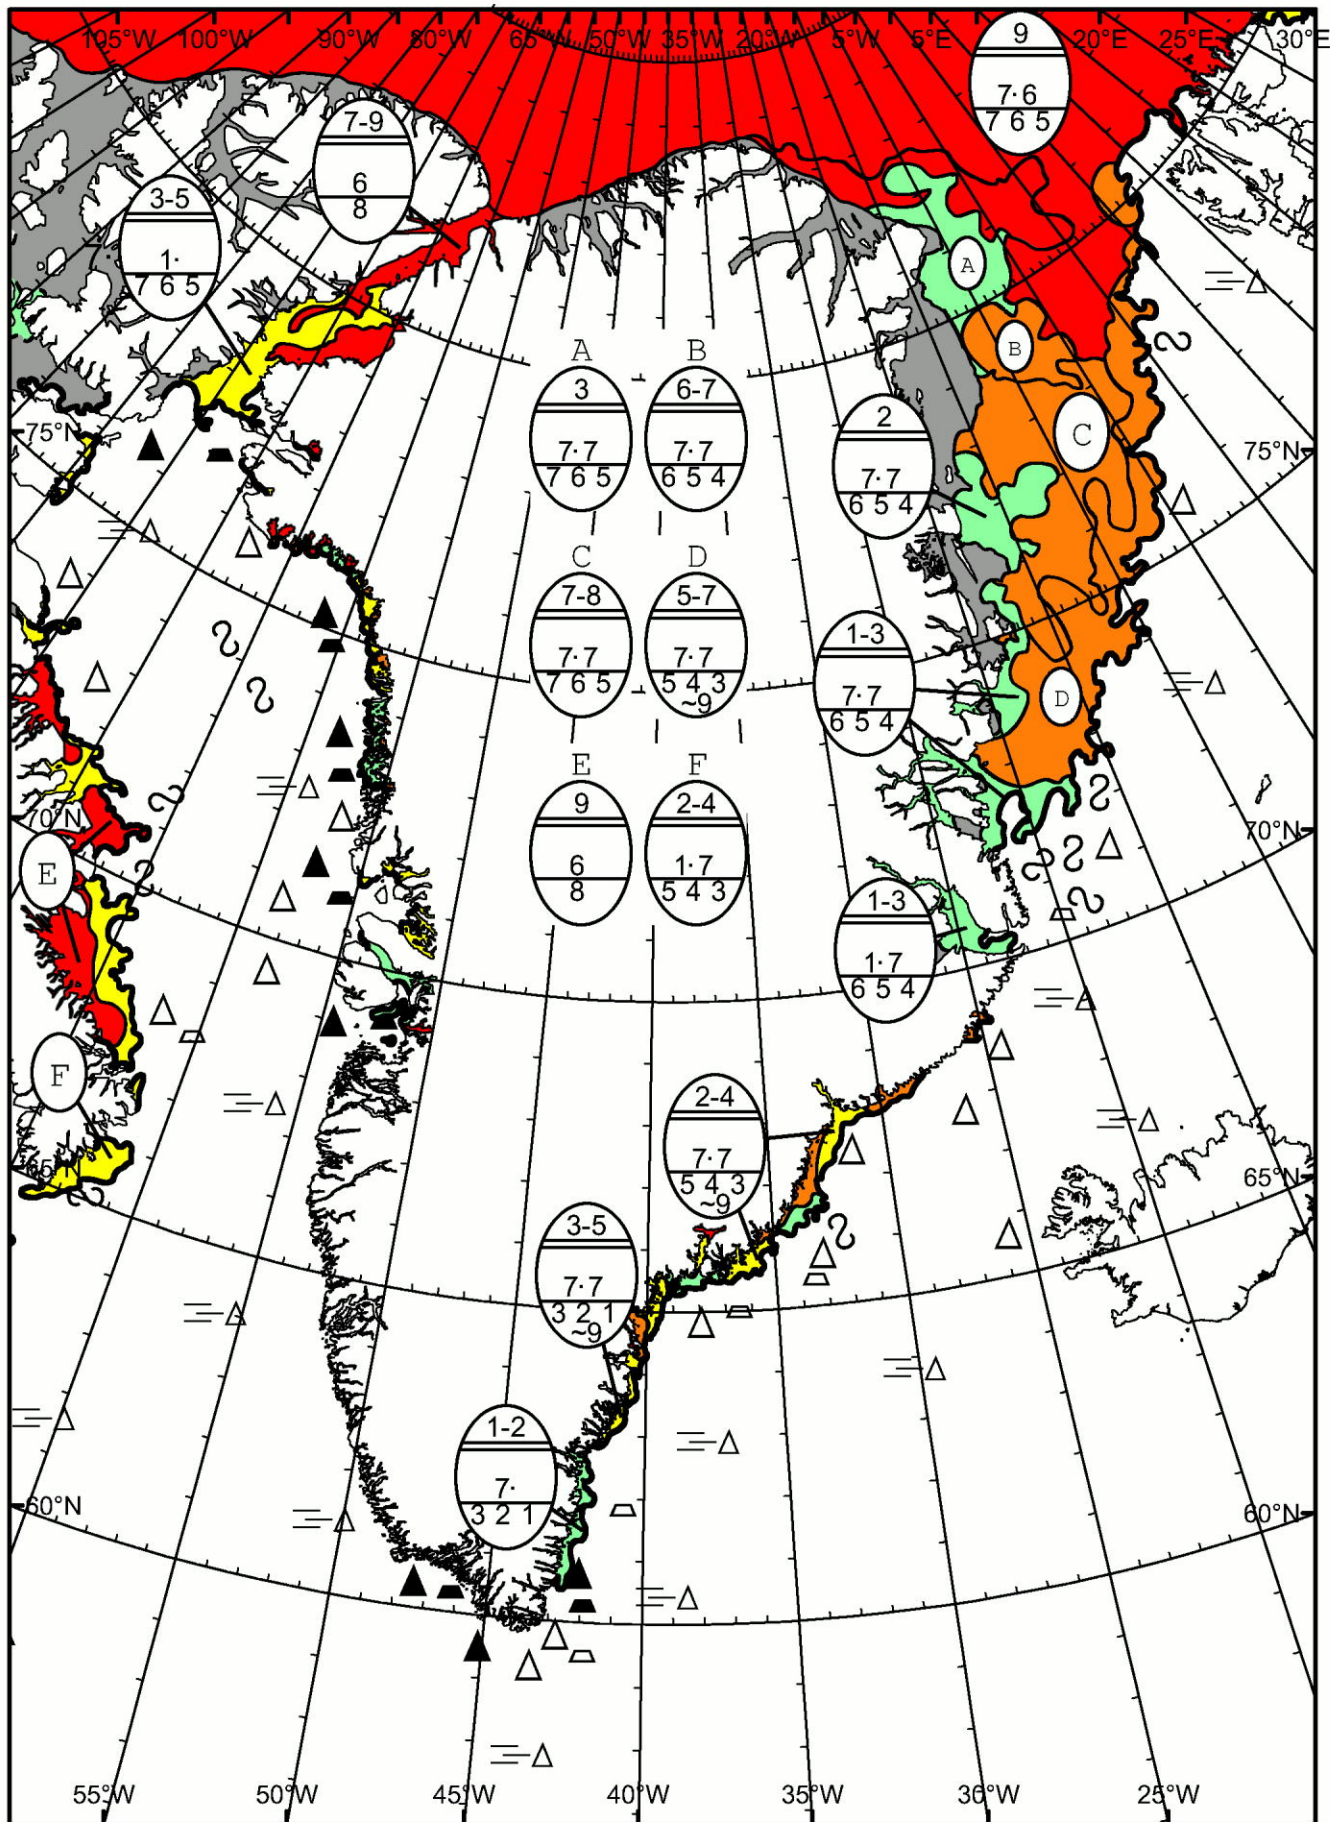 105°W 100°W 90°W 80°W 65°W 50°W 35°W 20°W 5°W 5°E 20°E 25°E 30°E
9
7·6
7 6 5
7-9
6
8
3-5
1·
7 6 5
75°N
75°N
A
B
C
D
A B
3 6-7
7·7 7·7
7 6 5 6 5 4
2
7·7
6 5 4
C D
7-8 5-7
7·7 7·7
7 6 5 5 4 3
~9
1-3
7·7
6 5 4
E F
9 2-4
6 1·7
8 5 4 3
70°N
70°N
E
1-3
1·7
6 5 4
F
2-4
7·7
5 4 3
~9
65°N
65°N
3-5
7·7
3 2 1
~9
1-2
7·
3 2 1
60°N
60°N
55°W 50°W 45°W 40°W 35°W 30°W 25°W